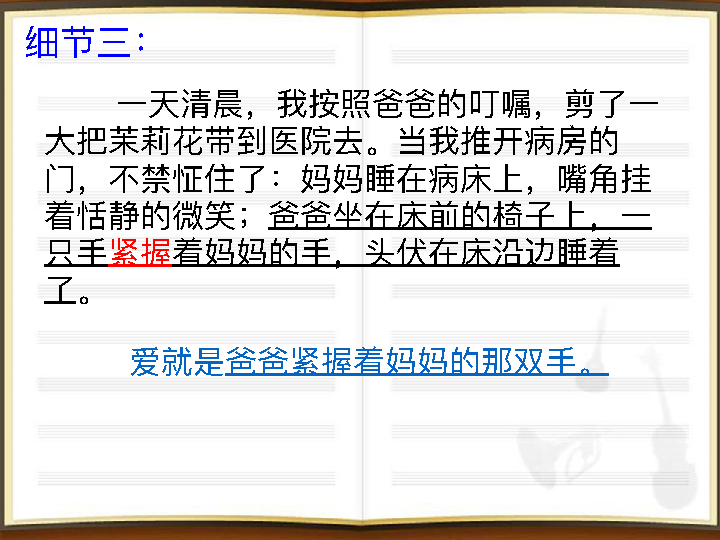 细节三：
一天清晨，我按照爸爸的叮嘱，剪了一
大把茉莉花带到医院去。当我推开病房的
门，不禁怔住了：妈妈睡在病床上，嘴角挂
着恬静的微笑；爸爸坐在床前的椅子上，一
只手紧握着妈妈的手，头伏在床沿边睡着
了。
爱就是爸爸紧握着妈妈的那双手。